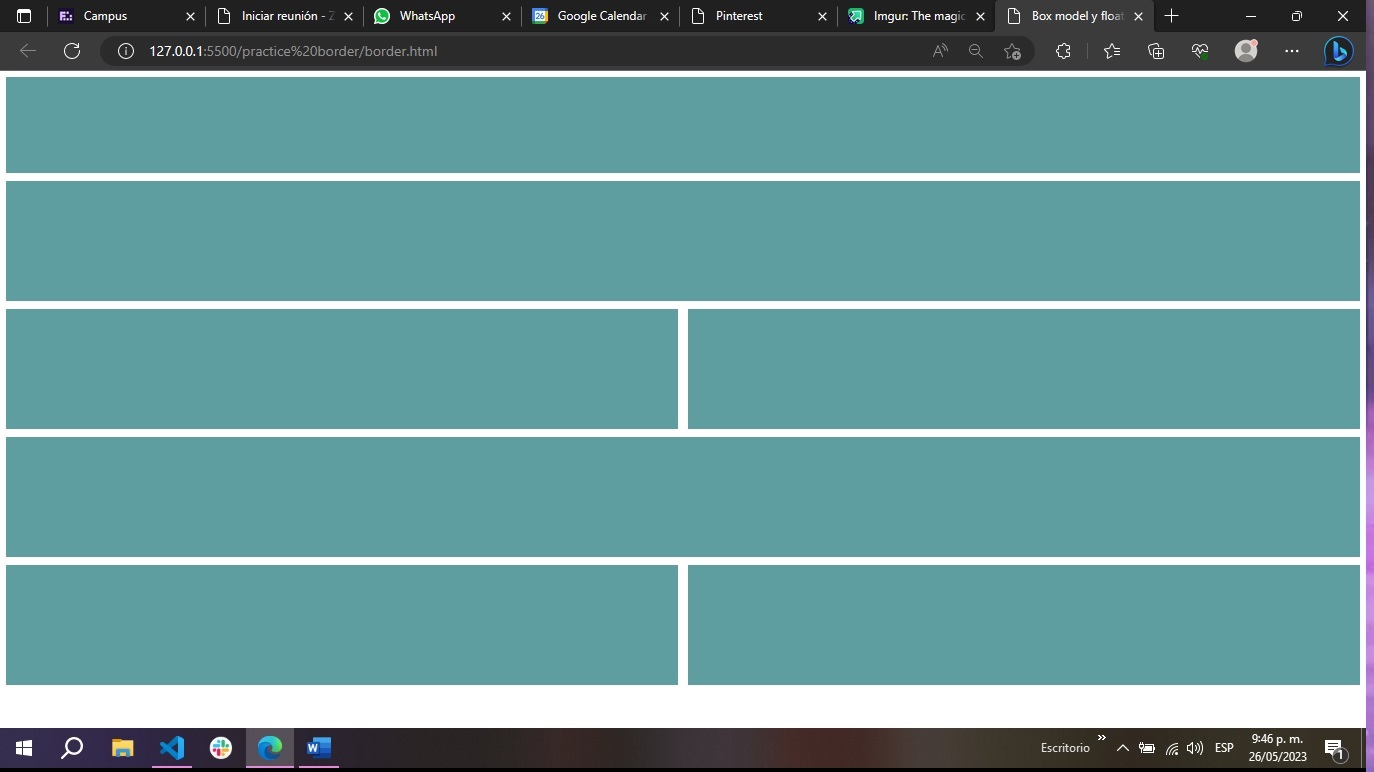 Campus
Iniciar reunión - Z
WhatsApp
Google Calendar
Pinterest
Imgur: The magic
Box model y float
127.0.0.1:5500/practice%20border/border.html
26
W
Escritorio
ESP
9:46 p. m.
26/05/2023
1